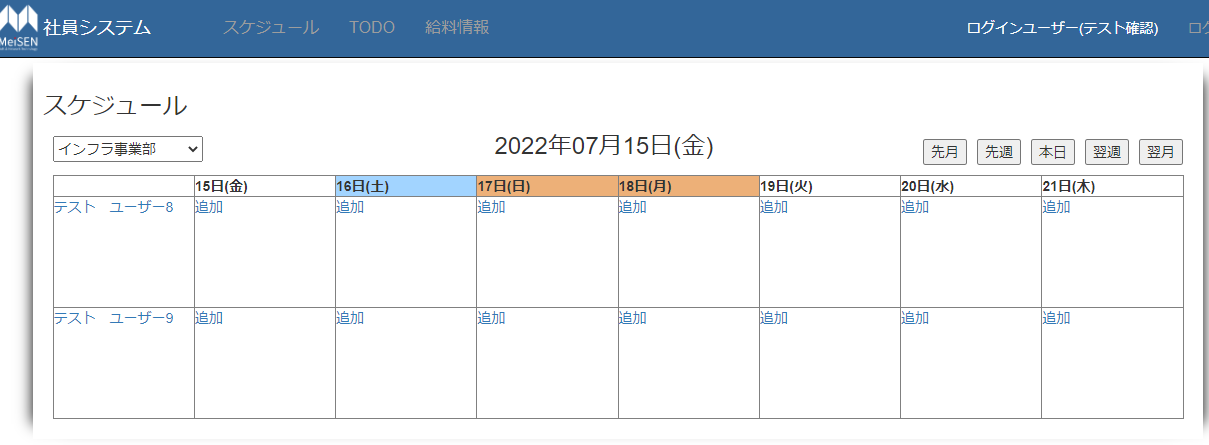 MeiSEN 社員システム スケジュール TODO 給料情報 ログインユーザー(テスト確認) ログ
スケジュール
インフラ事業部 2022年07月15日(金) 先月 先週 本日 翌週 翌月
15日(金) 16日(土) 17日(日) 18日(月) 19日(火) 20日(水) 21日(木)
テスト　ユーザー8 追加 追加 追加 追加 追加 追加 追加
テスト　ユーザー9 追加 追加 追加 追加 追加 追加 追加